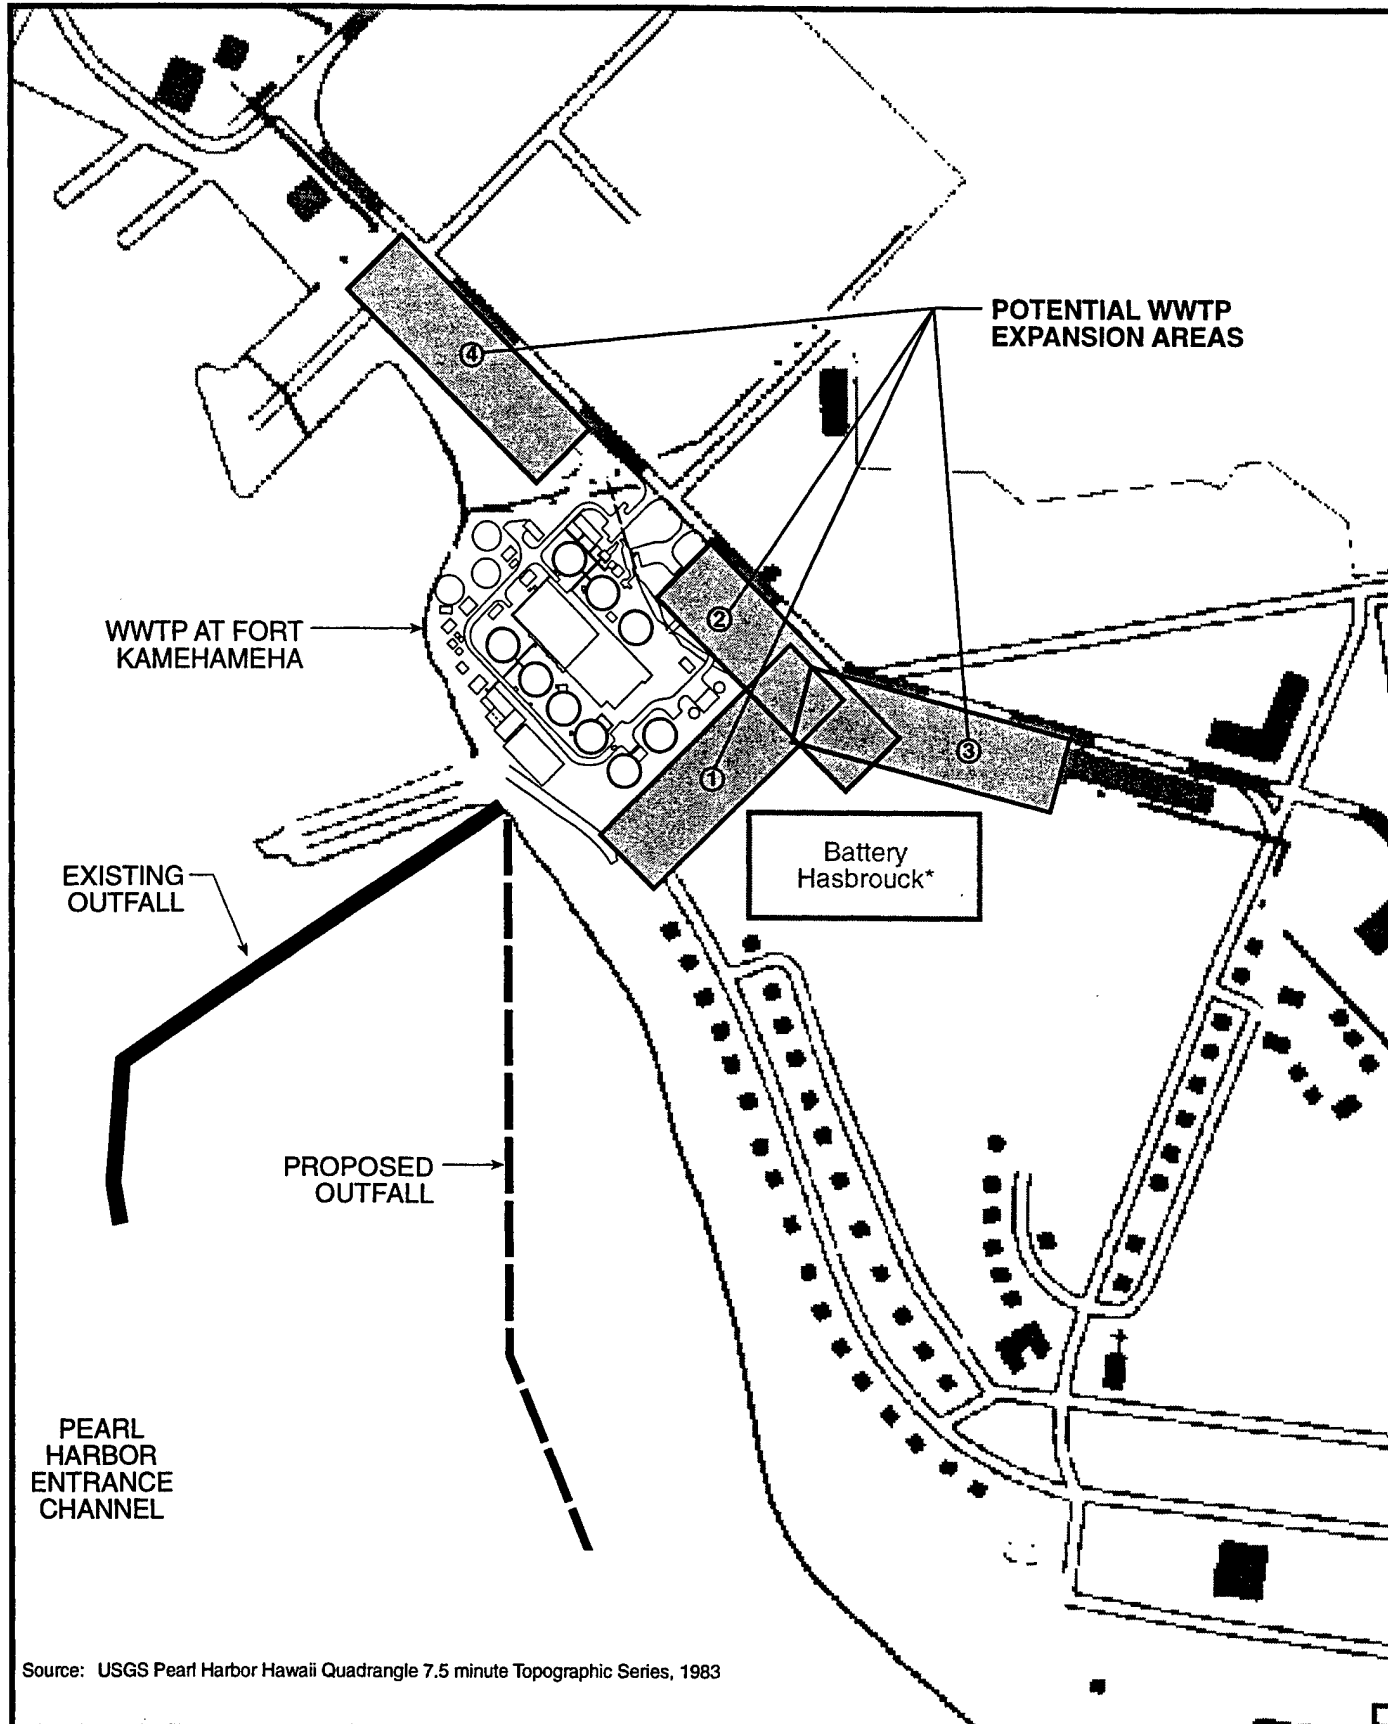 POTENTIAL WWTP
EXPANSION AREAS
④
②
WWTP AT FORT
KAMEHAMEHA
③
①
Battery
Hasbrouck*
EXISTING
OUTFALL
PROPOSED
OUTFALL
PEARL
HARBOR
ENTRANCE
CHANNEL
Source: USGS Pearl Harbor Hawaii Quadrangle 7.5 minute Topographic Series, 1983